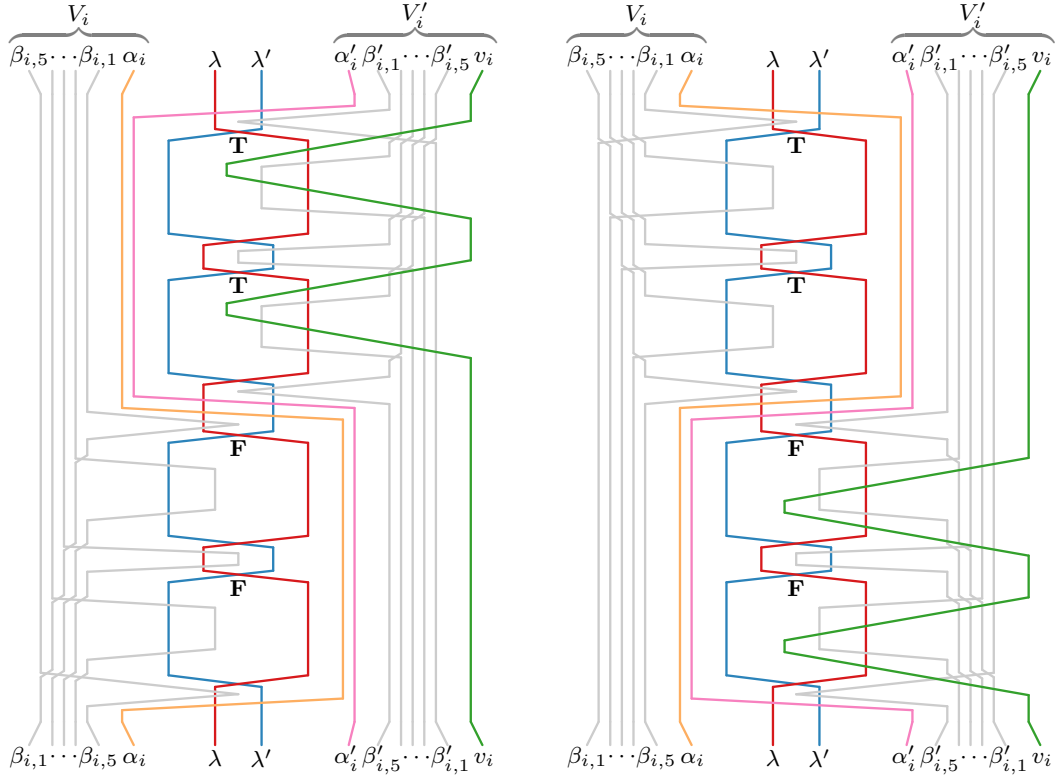 V_i V'_i V_i V'_i
β_{i,5} ⋯ β_{i,1} α_i λ λ' α'_i β'_{i,1} ⋯ β'_{i,5} v_i β_{i,5} ⋯ β_{i,1} α_i λ λ' α'_i β'_{i,1} ⋯ β'_{i,5} v_i
T T
T T
F F
F F
β_{i,1} ⋯ β_{i,5} α_i λ λ' α'_i β'_{i,5} ⋯ β'_{i,1} v_i β_{i,1} ⋯ β_{i,5} α_i λ λ' α'_i β'_{i,5} ⋯ β'_{i,1} v_i